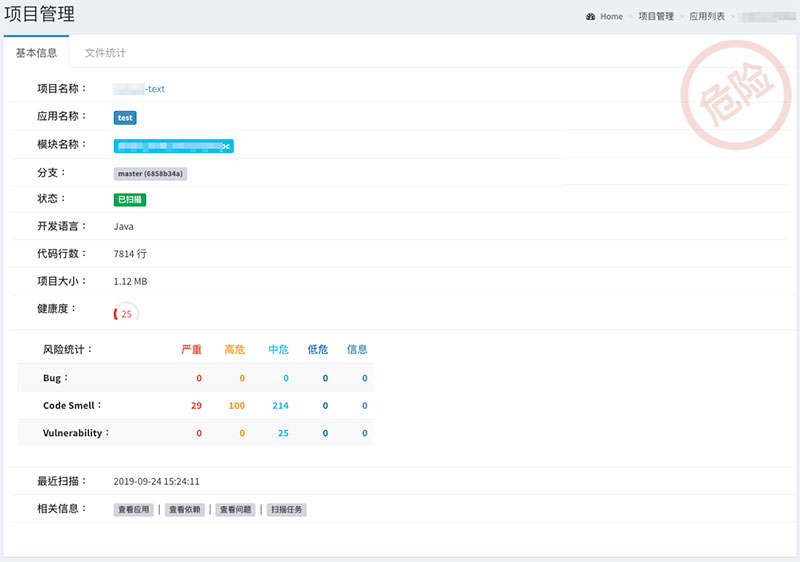 项目管理
Home > 项目管理 > 应用列表 >
基本信息 文件统计
危险
项目名称： -text
应用名称： test
模块名称：
分支： master (6858b34a)
状态： 已扫描
开发语言： Java
代码行数： 7814 行
项目大小： 1.12 MB
健康度： 25
风险统计： 严重 高危 中危 低危 信息
Bug： 0 0 0 0 0
Code Smell： 29 100 214 0 0
Vulnerability： 0 0 25 0 0
最近扫描： 2019-09-24 15:24:11
相关信息： 查看应用 | 查看依赖 | 查看问题 | 扫描任务